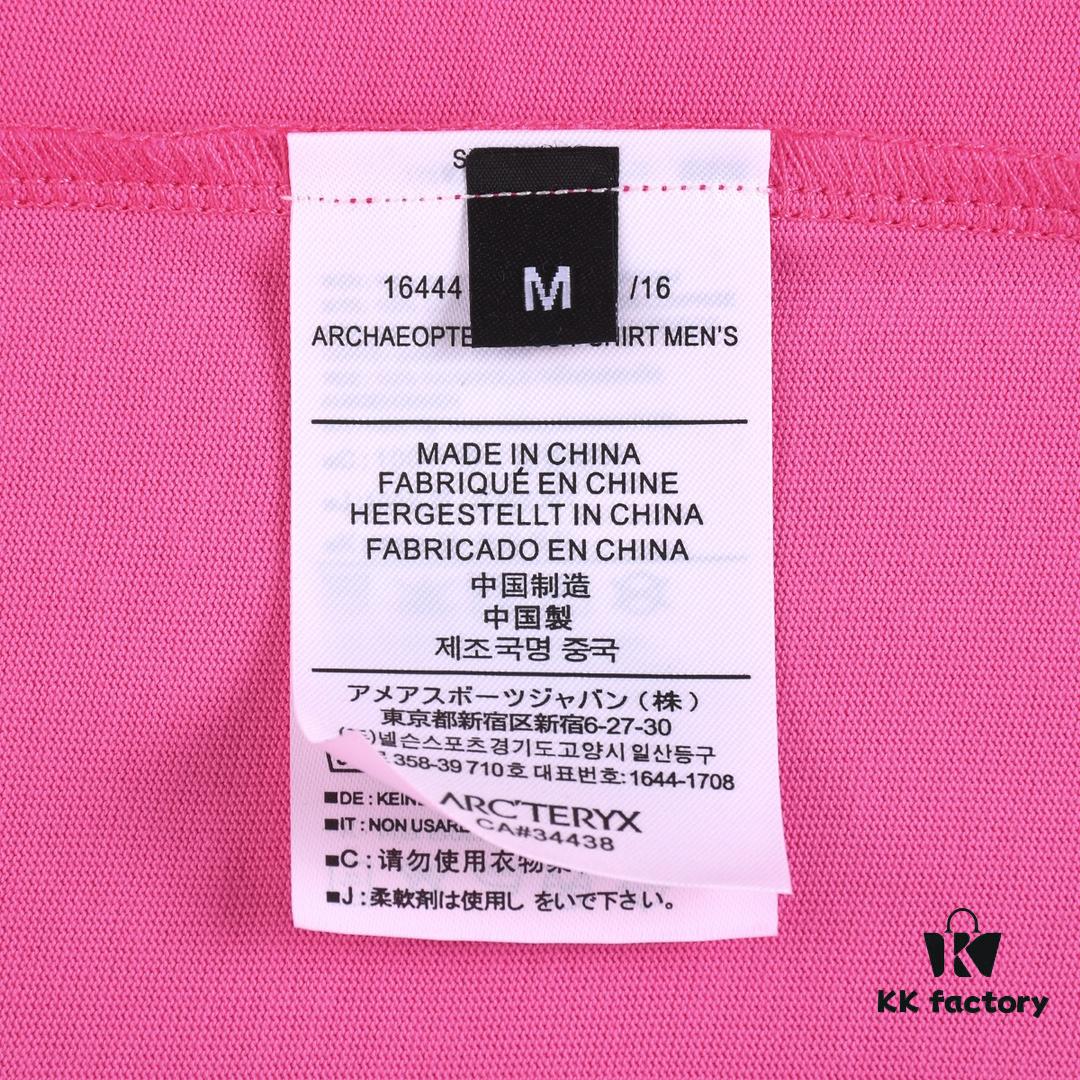 S
M
16444 /16
ARCHAEOPTE SHIRT MEN'S
MADE IN CHINA
FABRIQUÉ EN CHINE
HERGESTELLT IN CHINA
FABRICADO EN CHINA
中国制造
中国製
제조국명 중국
アメアスボーツジャバン(株)
東京都新宿区新宿6-27-30
넬슨스포츠경기도고양시일산등구
358-39 710호 대표번호: 1644-1708
■DE : KEIN
■IT : NON USARE
ARC'TERYX
CA#34438
■C : 请勿使用衣物柔
■J : 柔軟剤は使用し をいで下さい。
KK factory